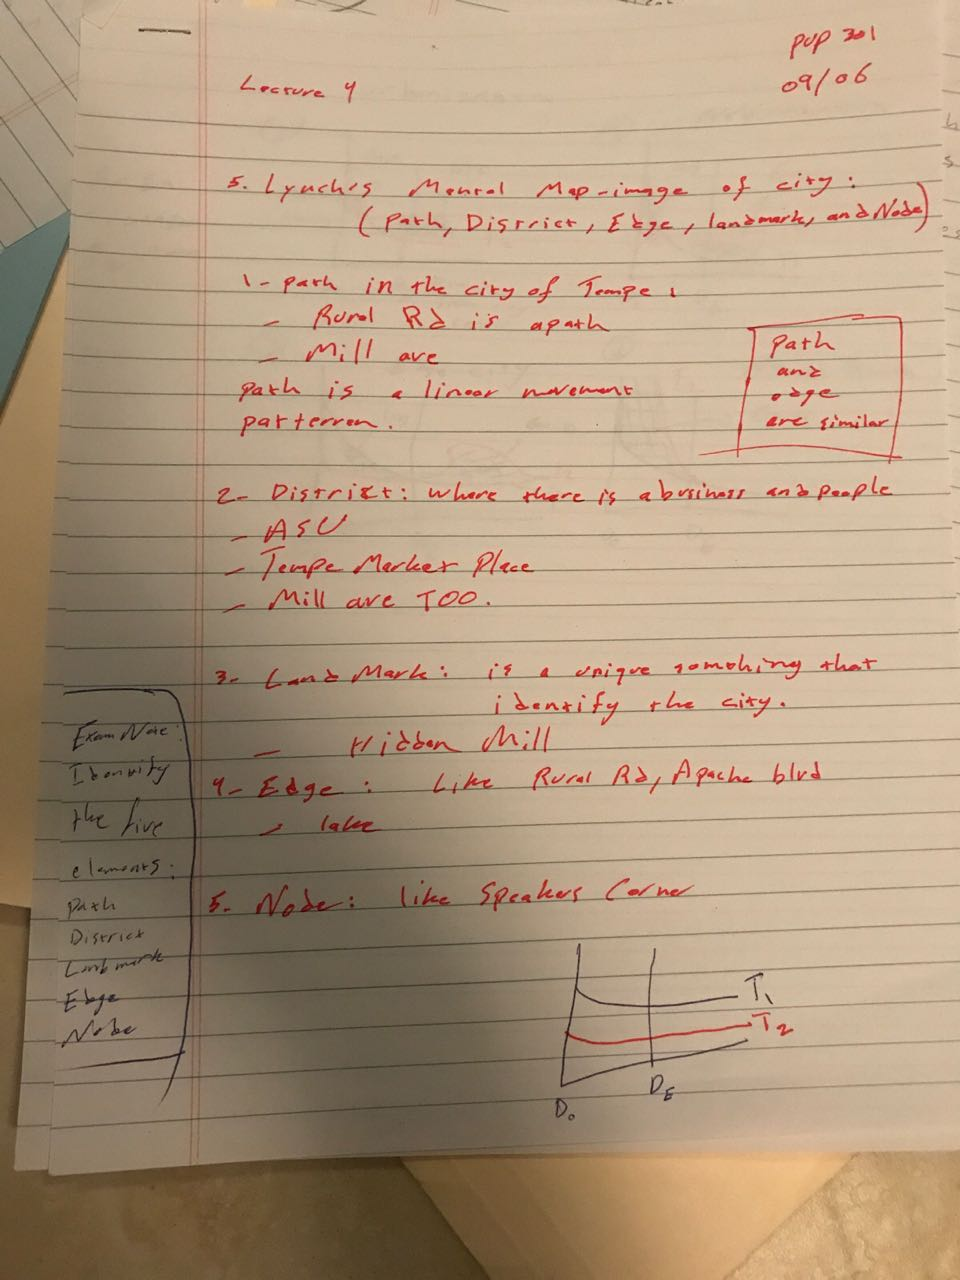 PUP 301
09/06
Lecture 4
5. Lynch's Mental Map-image of city:
(Path, District, Edge, landmark, and Node)
1- path in the city of Tempe:
- Rural Rd is a path
- Mill ave
path is a linear movement
patterren.
path
and
edge
are similar
2- District: where there is a business and people
- ASU
- Tempe Market Place
- Mill ave TOO.
3- Land Mark: is a unique somthing that
identify the city.
- Hidden Mill
4- Edge: Like Rural Rd, Apache blvd
- lake
5. Node: like Speakers Corner
Exam Note:
Identify
the five
elements:
path
District
Landmark
Edge
Node
T1
T2
D0
DE